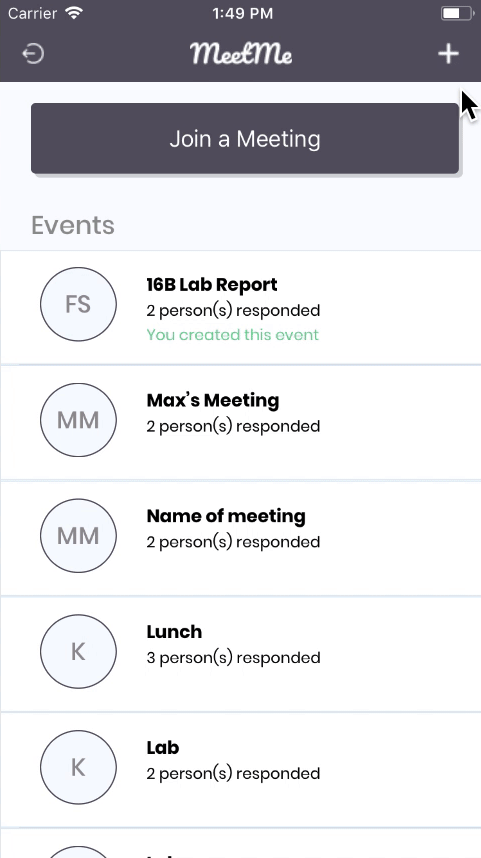 Carrier 1:49 PM
MeetMe
Join a Meeting
Events
FS
16B Lab Report
2 person(s) responded
You created this event
MM
Max's Meeting
2 person(s) responded
MM
Name of meeting
2 person(s) responded
K
Lunch
3 person(s) responded
K
Lab
2 person(s) responded